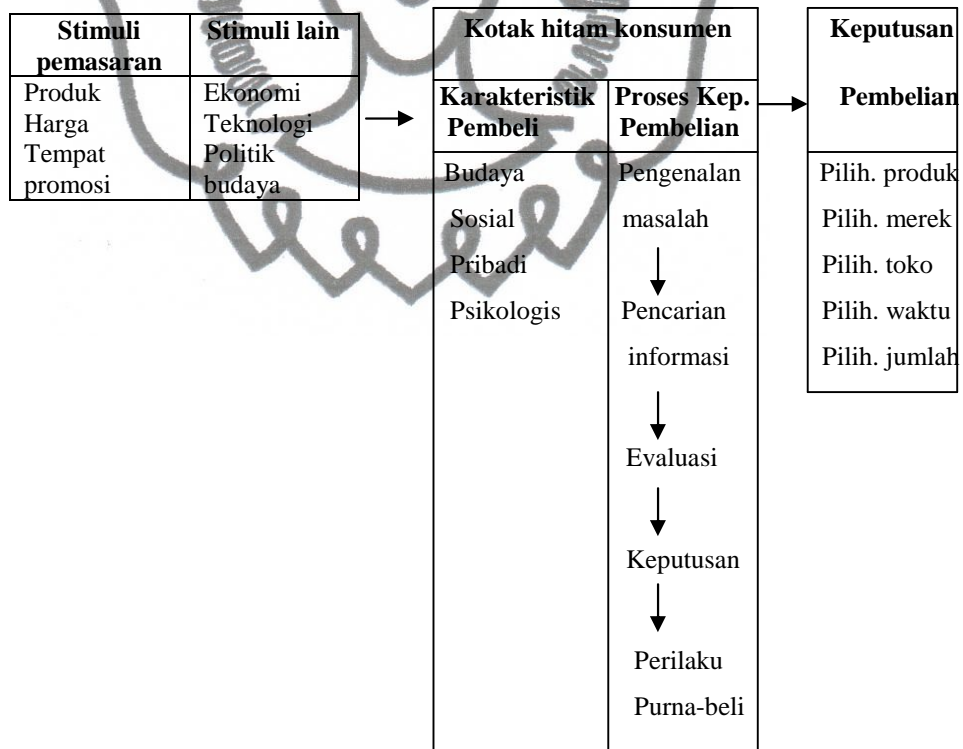 Stimuli
pemasaran
Stimuli lain
Produk
Harga
Tempat
promosi
Ekonomi
Teknologi
Politik
budaya
Kotak hitam konsumen
Karakteristik
Pembeli
Proses Kep.
Pembelian
Budaya
Sosial
Pribadi
Psikologis
Pengenalan
masalah
Pencarian
informasi
Evaluasi
Keputusan
Perilaku
Purna-beli
Keputusan
Pembelian
Pilih. produk
Pilih. merek
Pilih. toko
Pilih. waktu
Pilih. jumlah